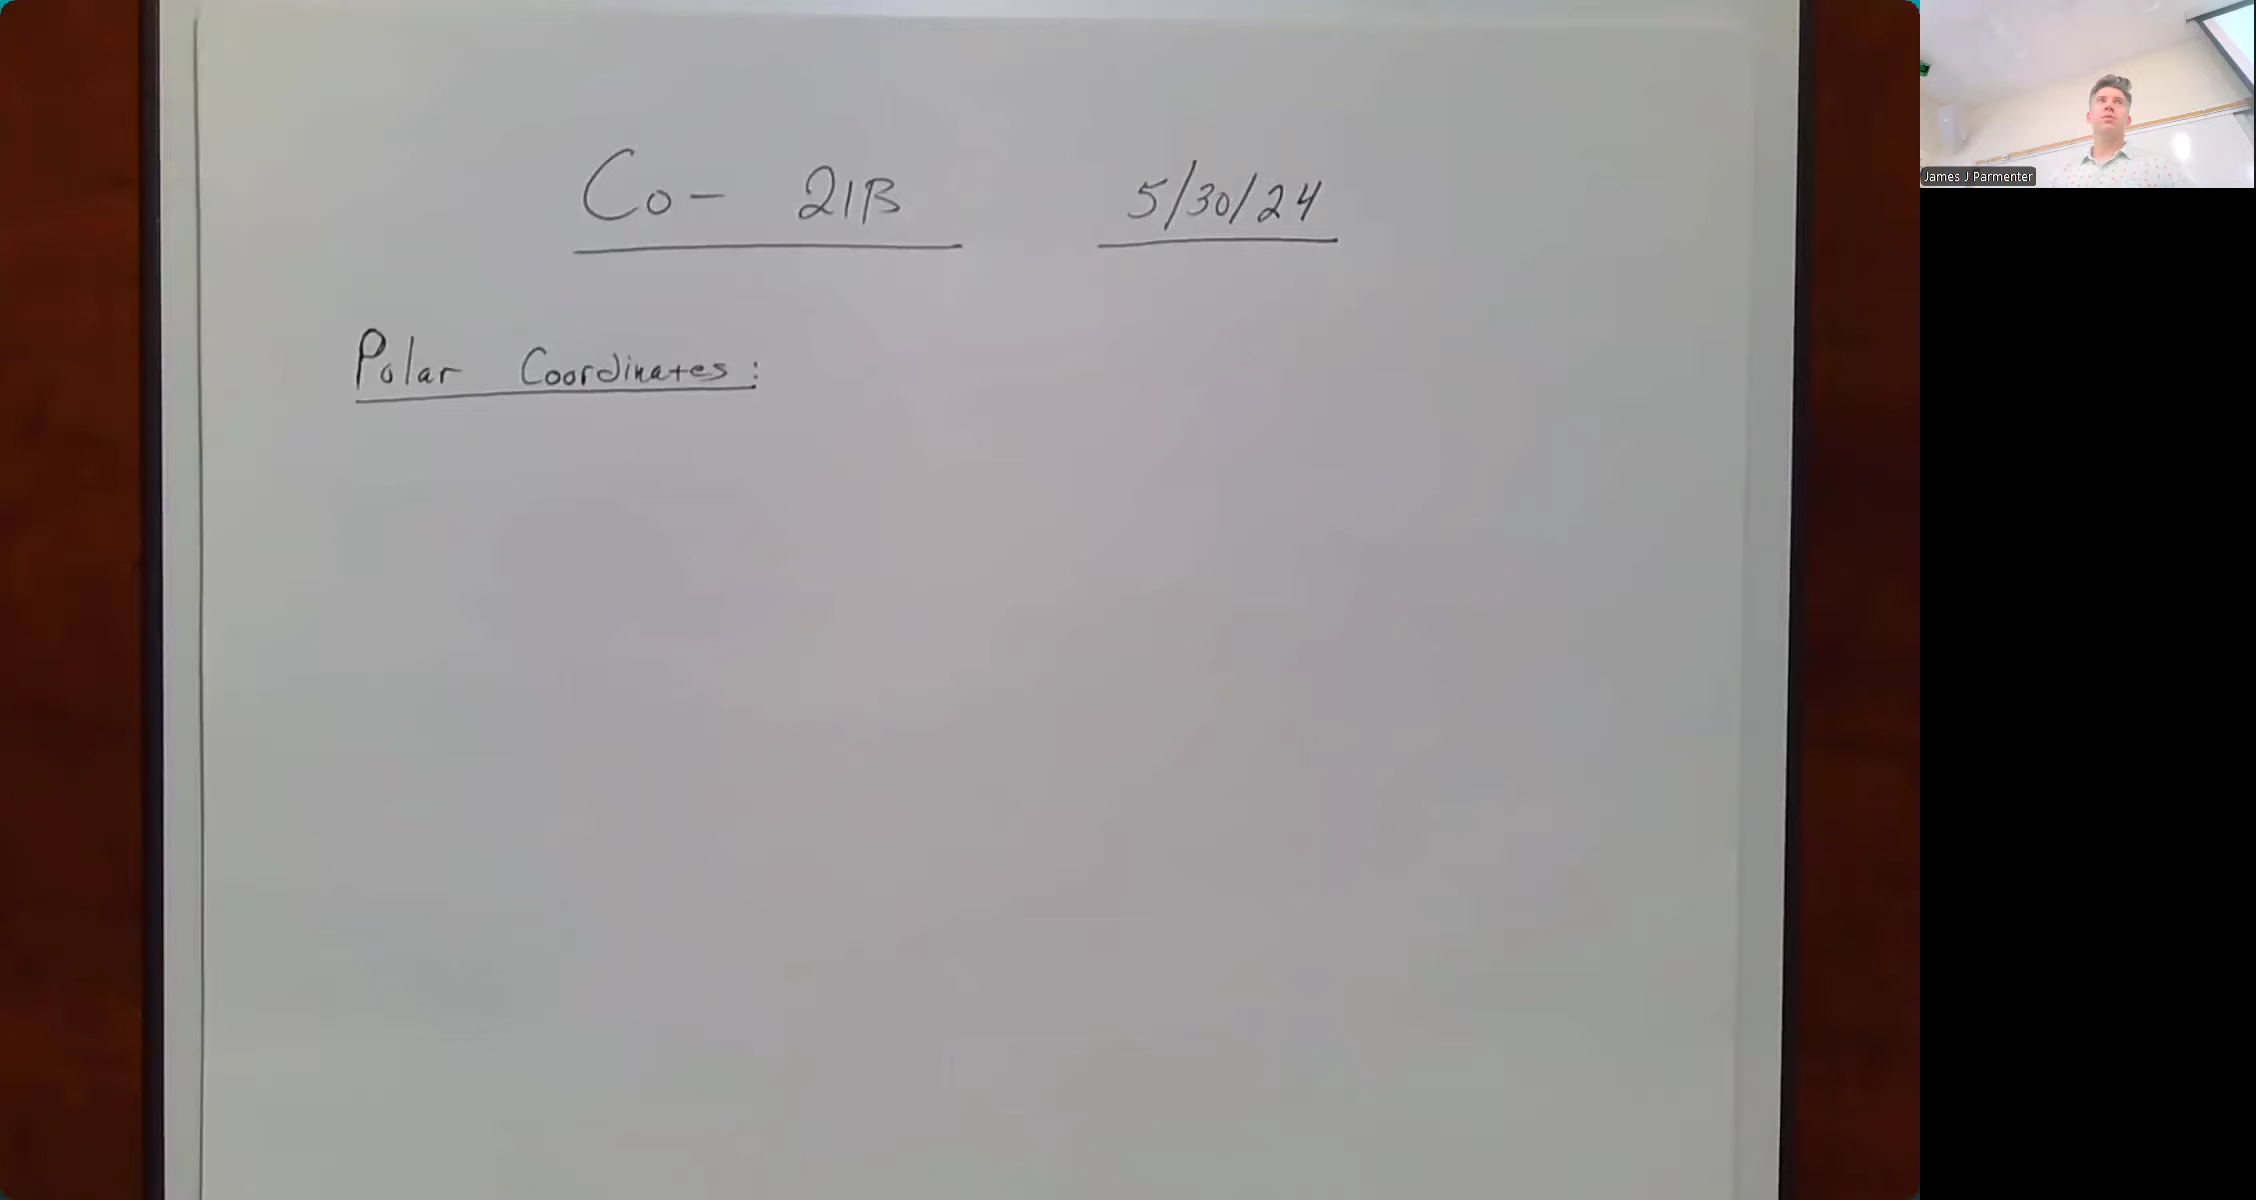 Co- 21B 5/30/24
Polar Coordinates:
James J Parmenter